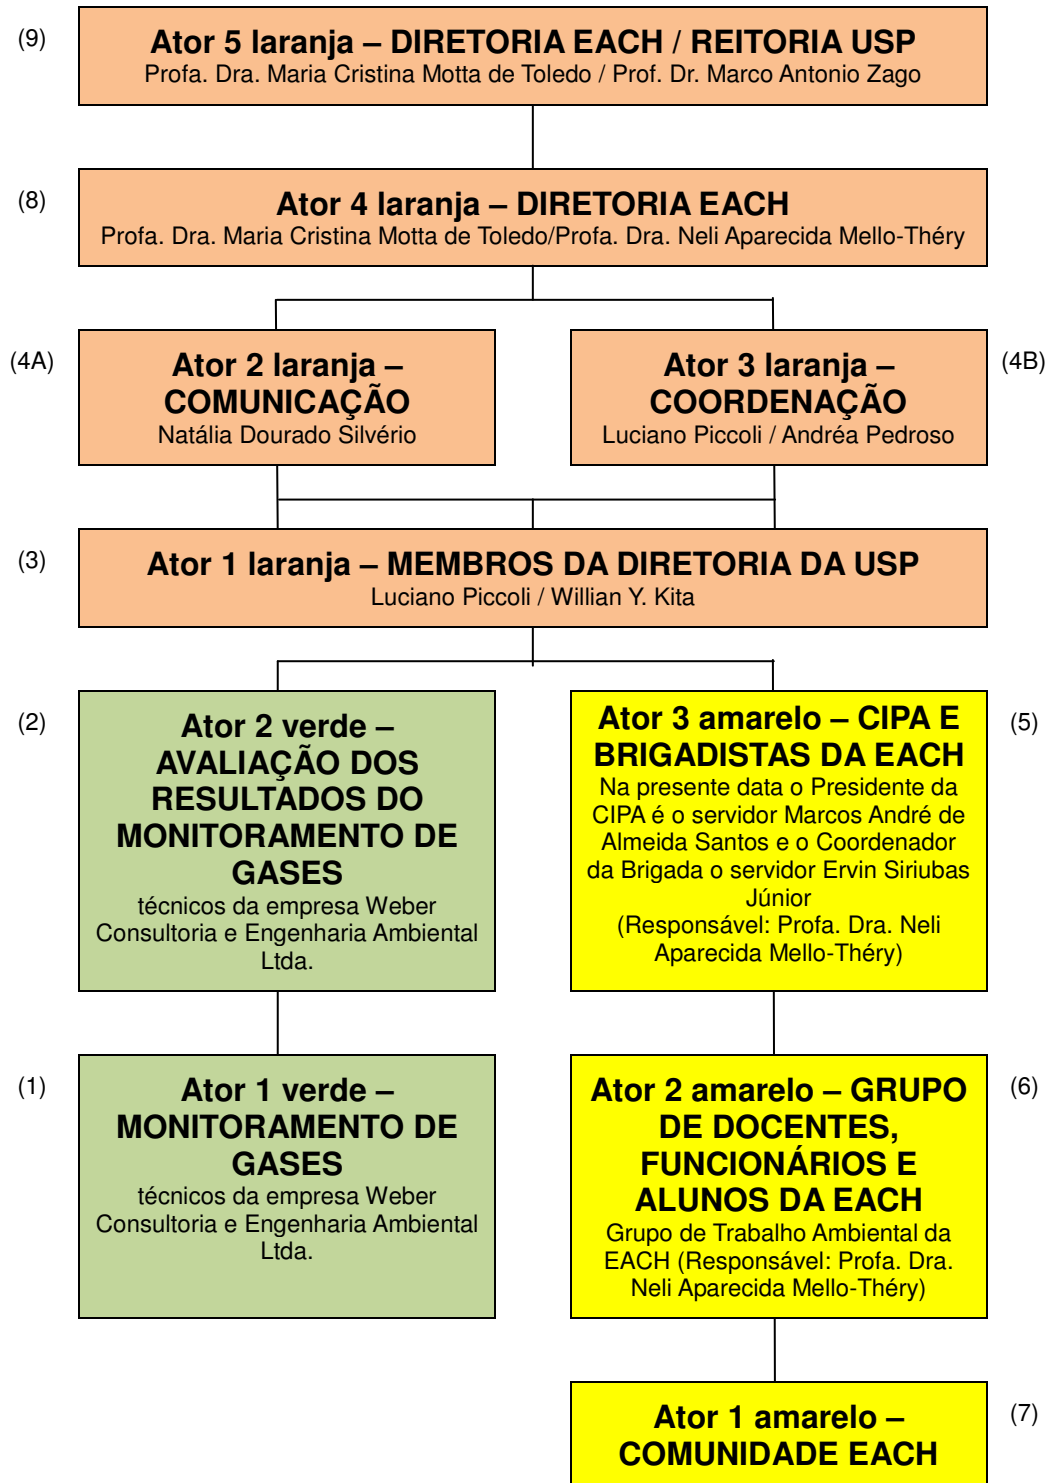 (9)
Ator 5 laranja – DIRETORIA EACH / REITORIA USP
Profa. Dra. Maria Cristina Motta de Toledo / Prof. Dr. Marco Antonio Zago
(8)
Ator 4 laranja – DIRETORIA EACH
Profa. Dra. Maria Cristina Motta de Toledo/Profa. Dra. Neli Aparecida Mello-Théry
(4A)
Ator 2 laranja –
COMUNICAÇÃO
Natália Dourado Silvério
Ator 3 laranja –
COORDENAÇÃO
Luciano Piccoli / Andréa Pedroso
(4B)
(3)
Ator 1 laranja – MEMBROS DA DIRETORIA DA USP
Luciano Piccoli / Willian Y. Kita
(2)
Ator 2 verde –
AVALIAÇÃO DOS
RESULTADOS DO
MONITORAMENTO DE
GASES
técnicos da empresa Weber
Consultoria e Engenharia Ambiental
Ltda.
Ator 3 amarelo – CIPA E
BRIGADISTAS DA EACH
Na presente data o Presidente da
CIPA é o servidor Marcos André de
Almeida Santos e o Coordenador
da Brigada o servidor Ervin Siriubas
Júnior
(Responsável: Profa. Dra. Neli
Aparecida Mello-Théry)
(5)
(1)
Ator 1 verde –
MONITORAMENTO DE
GASES
técnicos da empresa Weber
Consultoria e Engenharia Ambiental
Ltda.
Ator 2 amarelo – GRUPO
DE DOCENTES,
FUNCIONÁRIOS E
ALUNOS DA EACH
Grupo de Trabalho Ambiental da
EACH (Responsável: Profa. Dra.
Neli Aparecida Mello-Théry)
(6)
Ator 1 amarelo –
COMUNIDADE EACH
(7)